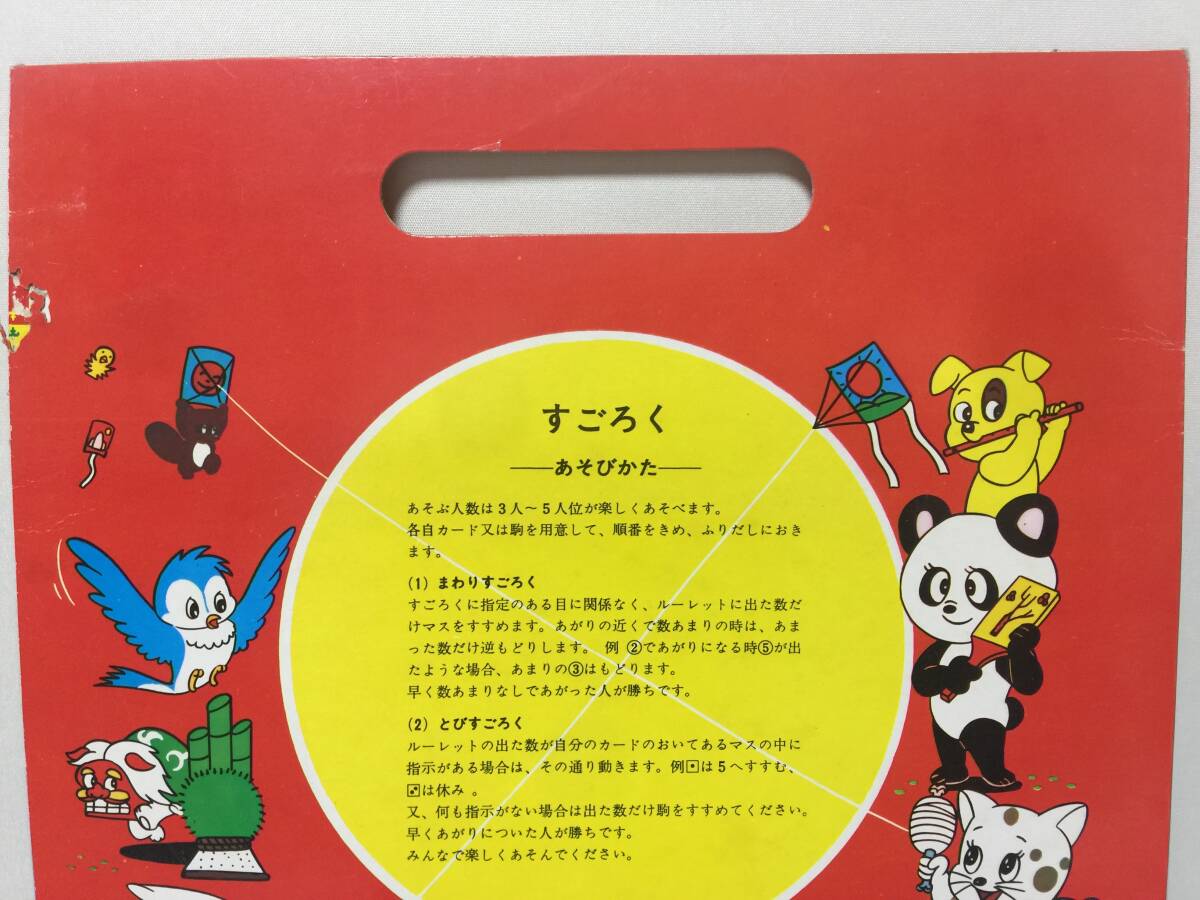 すごろく
——あそびかた——
あそぶ人数は3人〜5人位が楽しくあそべます。
各自カード又は駒を用意して、順番をきめ、ふりだしにおき
ます。
(1) まわりすごろく
すごろくに指定のある目に関係なく、ルーレットに出た数だ
けマスをすすめます。あがりの近くで数あまりの時は、あま
った数だけ逆もどりします。 例 ②であがりになる時⑤が出
たような場合、あまりの③はもどります。
早く数あまりなしであがった人が勝ちです。
(2) とびすごろく
ルーレットの出た数が自分のカードのおいてあるマスの中に
指示がある場合は、その通り動きます。例⚀は5へすすむ、
⚂は休み 。
又、何も指示がない場合は出た数だけ駒をすすめてください。
早くあがりについた人が勝ちです。
みんなで楽しくあそんでください。